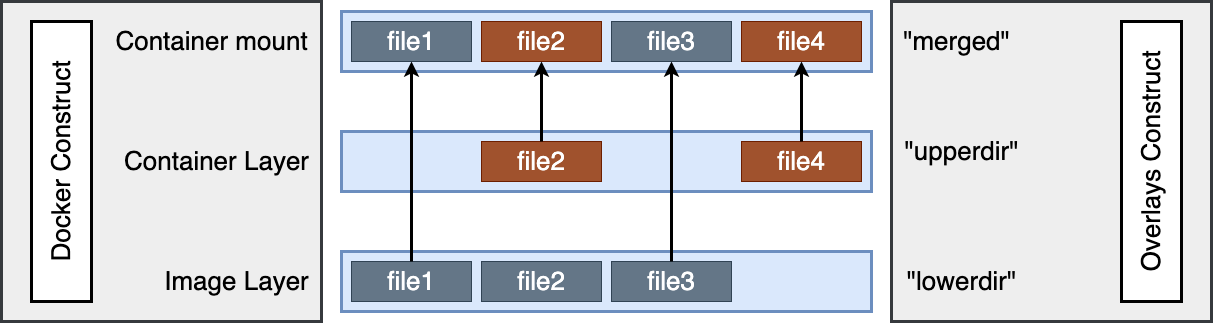 Docker Construct
Container mount
file1
file2
file3
file4
"merged"
Container Layer
file2
file4
"upperdir"
Image Layer
file1
file2
file3
"lowerdir"
Overlays Construct